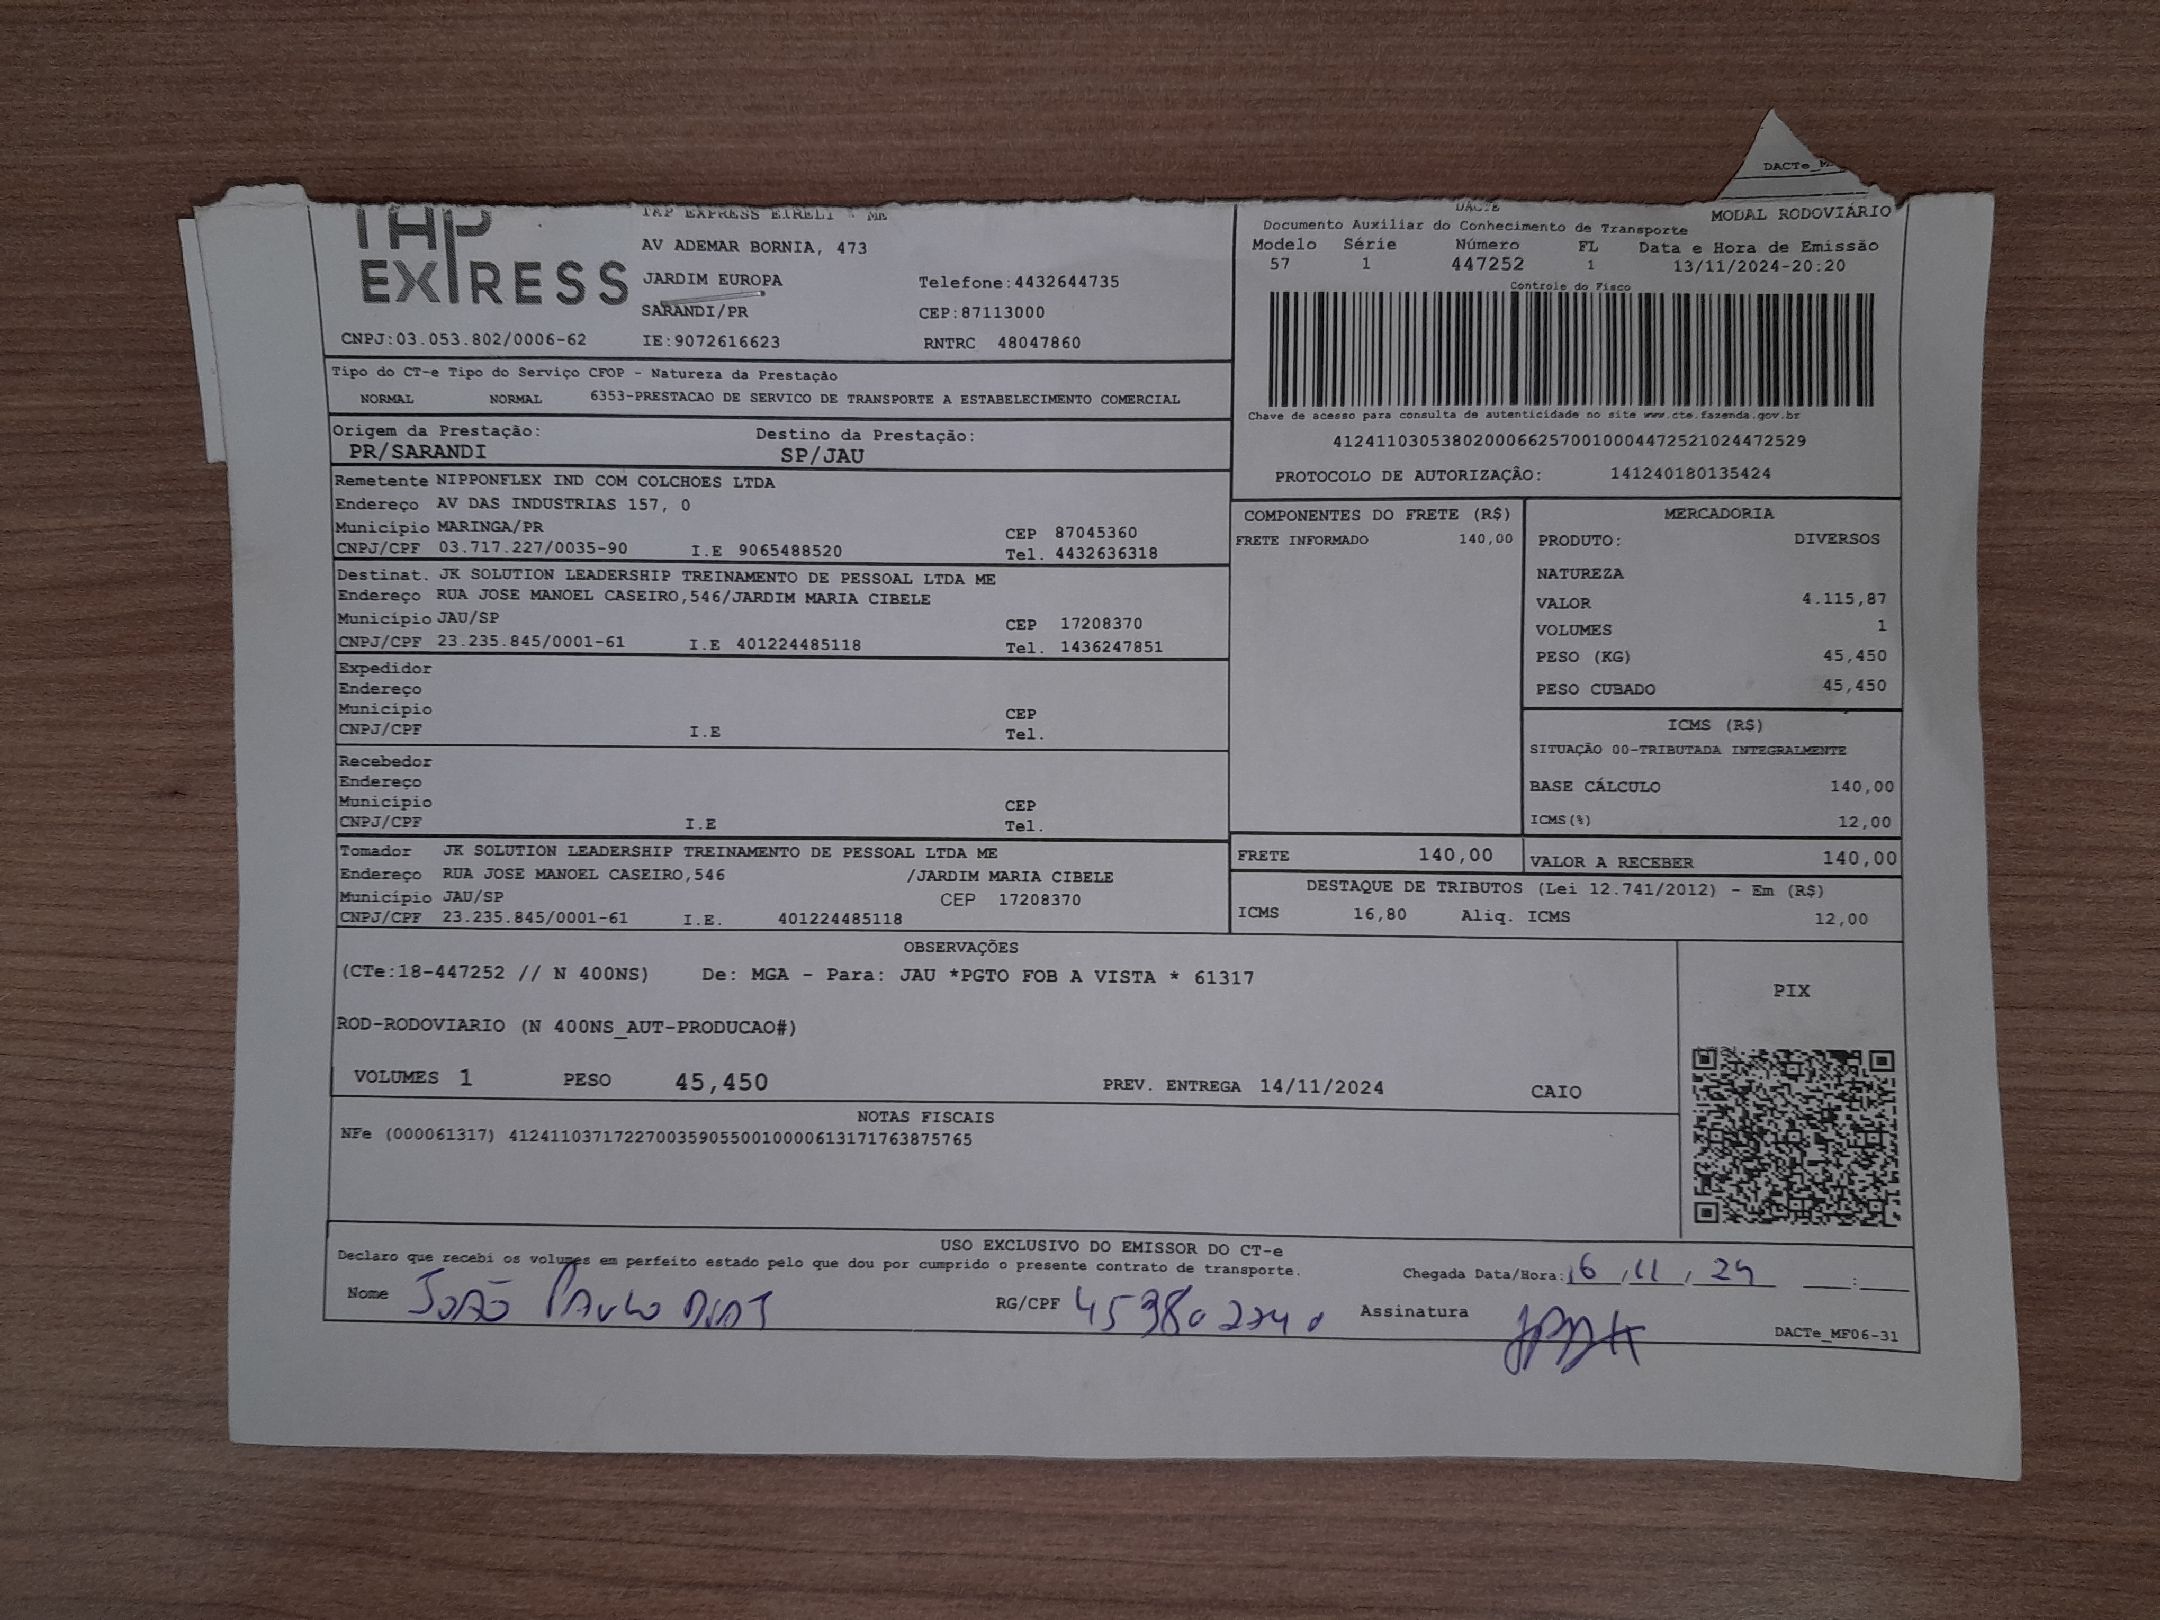 TAP
EXPRESS
TAP EXPRESS EIRELI - ME
AV ADEMAR BORNIA, 473
JARDIM EUROPA
Telefone:4432644735
SARANDI/PR
CEP:87113000
CNPJ:03.053.802/0006-62
IE:9072616623
RNTRC 48047860
DACTe
DACTE
MODAL RODOVIÁRIO
Documento Auxiliar do Conhecimento de Transporte
Modelo Série Número FL Data e Hora de Emissão
57 1 447252 1 13/11/2024-20:20
Controle do Fisco
Chave de acesso para consulta de autenticidade no site www.cte.fazenda.gov.br
41241103053802000662570010004472521024472529
PROTOCOLO DE AUTORIZAÇÃO: 141240180135424
Tipo do CT-e Tipo do Serviço CFOP - Natureza da Prestação
NORMAL NORMAL 6353-PRESTACAO DE SERVICO DE TRANSPORTE A ESTABELECIMENTO COMERCIAL
Origem da Prestação: Destino da Prestação:
PR/SARANDI SP/JAU
Remetente NIPPONFLEX IND COM COLCHOES LTDA
Endereço AV DAS INDUSTRIAS 157, 0
Município MARINGA/PR CEP 87045360
CNPJ/CPF 03.717.227/0035-90 I.E 9065488520 Tel. 4432636318
Destinat. JK SOLUTION LEADERSHIP TREINAMENTO DE PESSOAL LTDA ME
Endereço RUA JOSE MANOEL CASEIRO,546/JARDIM MARIA CIBELE
Município JAU/SP CEP 17208370
CNPJ/CPF 23.235.845/0001-61 I.E 401224485118 Tel. 1436247851
Expedidor
Endereço
Município CEP
CNPJ/CPF I.E Tel.
Recebedor
Endereço
Município CEP
CNPJ/CPF I.E Tel.
Tomador JK SOLUTION LEADERSHIP TREINAMENTO DE PESSOAL LTDA ME
Endereço RUA JOSE MANOEL CASEIRO,546 /JARDIM MARIA CIBELE
Município JAU/SP CEP 17208370
CNPJ/CPF 23.235.845/0001-61 I.E. 401224485118
COMPONENTES DO FRETE (R$)
FRETE INFORMADO 140,00
MERCADORIA
PRODUTO: DIVERSOS
NATUREZA
VALOR 4.115,87
VOLUMES 1
PESO (KG) 45,450
PESO CUBADO 45,450
ICMS (R$)
SITUAÇÃO 00-TRIBUTADA INTEGRALMENTE
BASE CÁLCULO 140,00
ICMS(%) 12,00
FRETE 140,00 VALOR A RECEBER 140,00
DESTAQUE DE TRIBUTOS (Lei 12.741/2012) - Em (R$)
ICMS 16,80 Aliq. ICMS 12,00
OBSERVAÇÕES
(CTe:18-447252 // N 400NS) De: MGA - Para: JAU *PGTO FOB A VISTA * 61317
ROD-RODOVIARIO (N 400NS_AUT-PRODUCAO#)
VOLUMES 1 PESO 45,450 PREV. ENTREGA 14/11/2024 CAIO
PIX
NOTAS FISCAIS
NFe (000061317) 41241103717227003590550010000613171763875765
USO EXCLUSIVO DO EMISSOR DO CT-e
Declaro que recebi os volumes em perfeito estado pelo que dou por cumprido o presente contrato de transporte.
Chegada Data/Hora: 16 / 11 / 24 __:__
Nome JOÃO PAULO DIAS RG/CPF Assinatura
DACTe_MF06-31